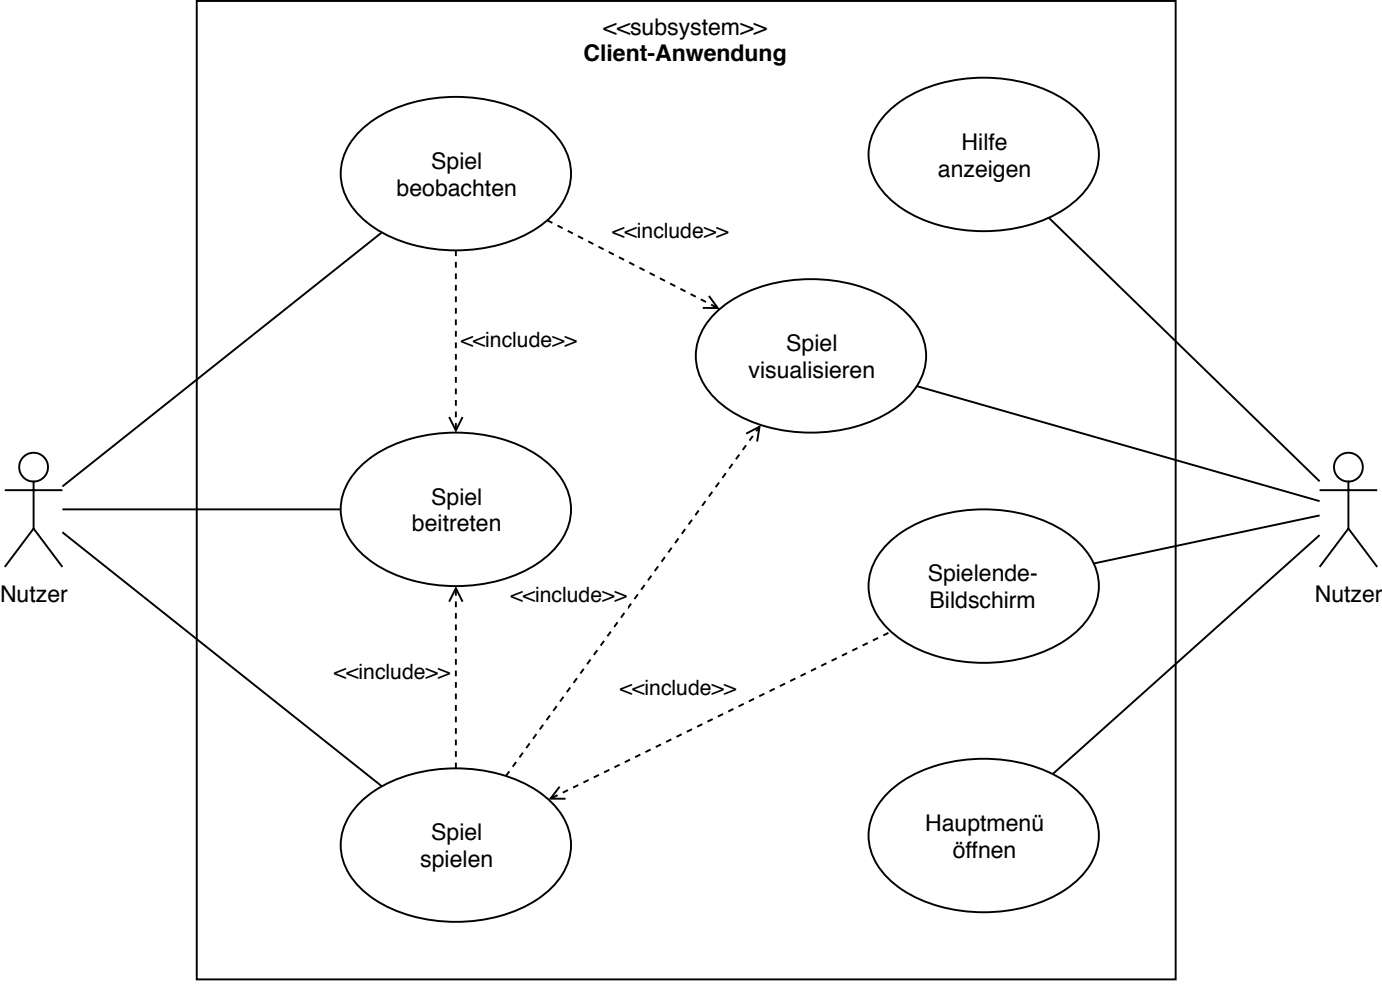 <<subsystem>>
Client-Anwendung
Spiel
beobachten
Hilfe
anzeigen
<<include>>
<<include>>
Spiel
visualisieren
Spiel
beitreten
Nutzer
Nutzer
<<include>>
Spielende-
Bildschirm
<<include>>
<<include>>
Spiel
spielen
Hauptmenü
öffnen